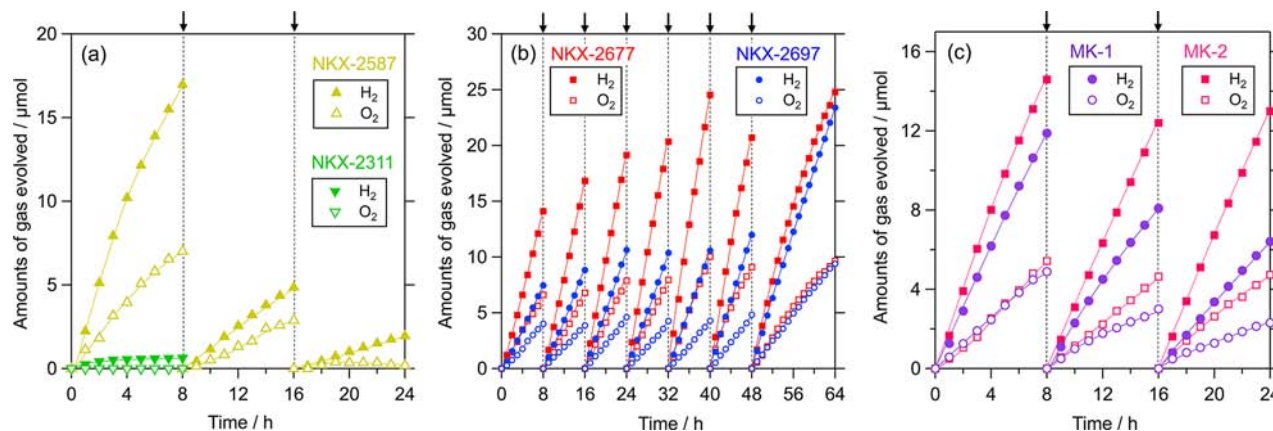 (a)
NKX-2587
H2
O2
NKX-2311
H2
O2
Amounts of gas evolved / µmol
20
15
10
5
0
0 4 8 12 16 20 24
Time / h
(b)
NKX-2677
H2
O2
NKX-2697
H2
O2
Amounts of gas evolved / µmol
30
25
20
15
10
5
0
0 8 16 24 32 40 48 56 64
Time / h
(c)
MK-1
H2
O2
MK-2
H2
O2
Amounts of gas evolved / µmol
16
12
8
4
0
0 4 8 12 16 20 24
Time / h